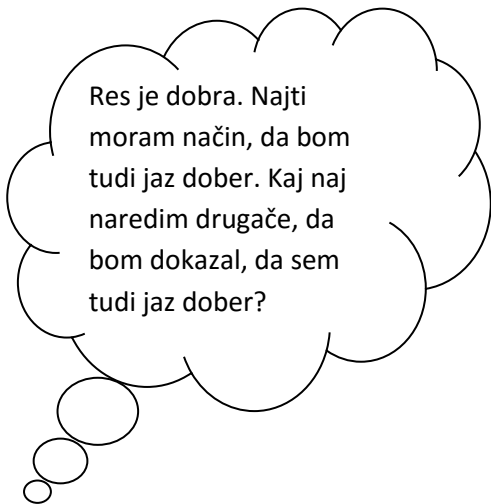 Res je dobra. Najti
moram način, da bom
tudi jaz dober. Kaj naj
naredim drugače, da
bom dokazal, da sem
tudi jaz dober?